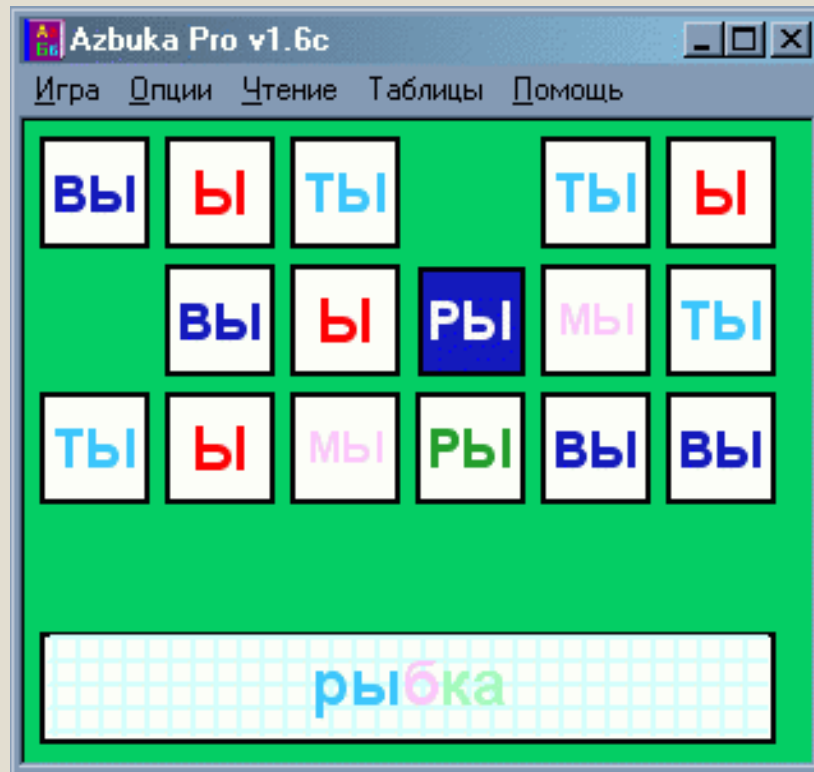 Azbuka Pro v1.6c
Игра Опции Чтение Таблицы Помощь
ВЫ Ы ТЫ ТЫ Ы
ВЫ Ы РЫ МЫ ТЫ
ТЫ Ы МЫ РЫ ВЫ ВЫ
рыбка